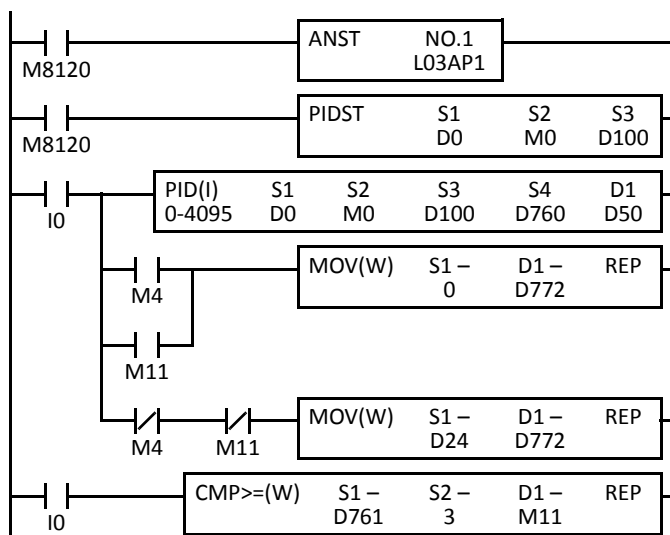 ANST NO.1
L03AP1
M8120
PIDST S1 S2 S3
D0 M0 D100
M8120
PID(I) S1 S2 S3 S4 D1
0-4095 D0 M0 D100 D760 D50
I0
MOV(W) S1 – D1 – REP
0 D772
M4
M11
MOV(W) S1 – D1 – REP
D24 D772
M4 M11
CMP>=(W) S1 – S2 – D1 – REP
D761 3 M11
I0